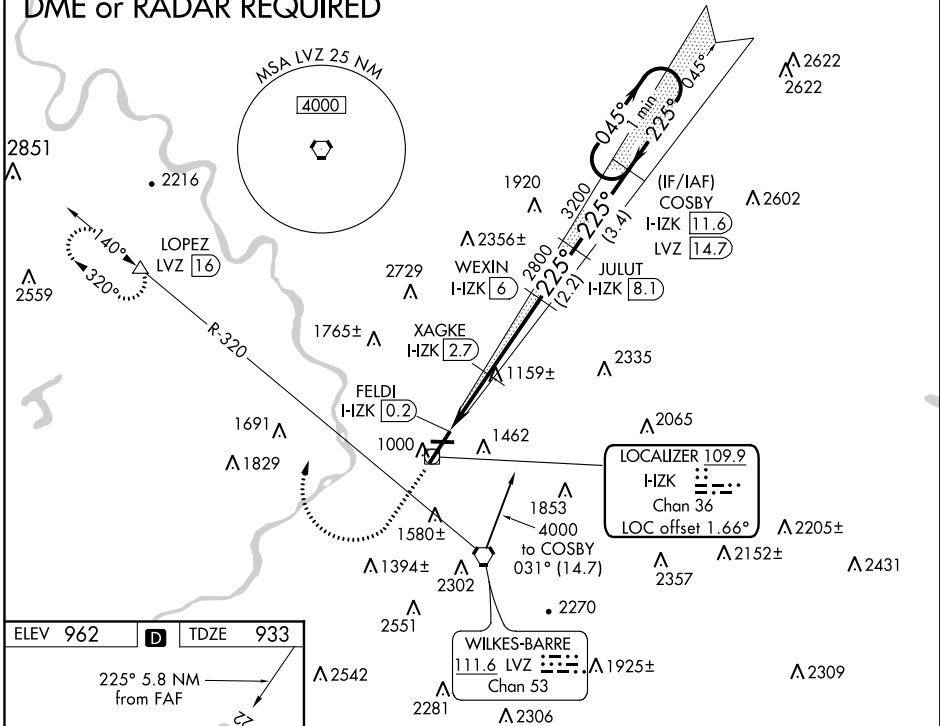 DME or RADAR REQUIRED
MSA LVZ 25 NM
4000
2622
2622
2851
2216
045°
1 min
225°
045°
1920
3200
225°
(3.4)
(IF/IAF)
COSBY
I-IZK 11.6
LVZ 14.7
2602
140°
320°
LOPEZ
LVZ 16
2356±
2559
2729
WEXIN
I-IZK 6
2800
225°
(2.2)
JULUT
I-IZK 8.1
R-320
1765±
XAGKE
I-IZK 2.7
1159±
2335
FELDI
I-IZK 0.2
1691
1829
1000
1462
2065
LOCALIZER 109.9
I-IZK
Chan 36
LOC offset 1.66°
1580±
1853
4000
to COSBY
031° (14.7)
2205±
2152±
2357
2431
1394±
2302
2551
2270
ELEV 962
D
TDZE 933
225° 5.8 NM
from FAF
22
2542
WILKES-BARRE
111.6 LVZ
Chan 53
1925±
2309
2281
2306